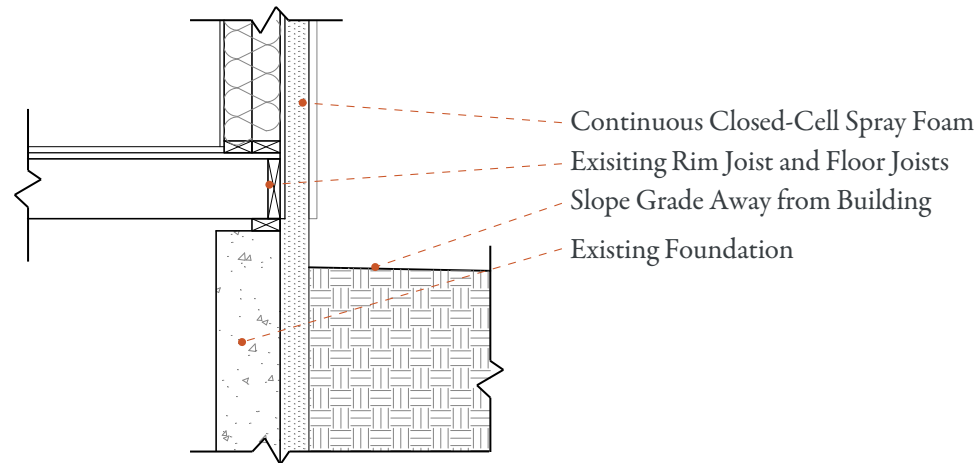 Continuous Closed-Cell Spray Foam
Exisiting Rim Joist and Floor Joists
Slope Grade Away from Building
Existing Foundation